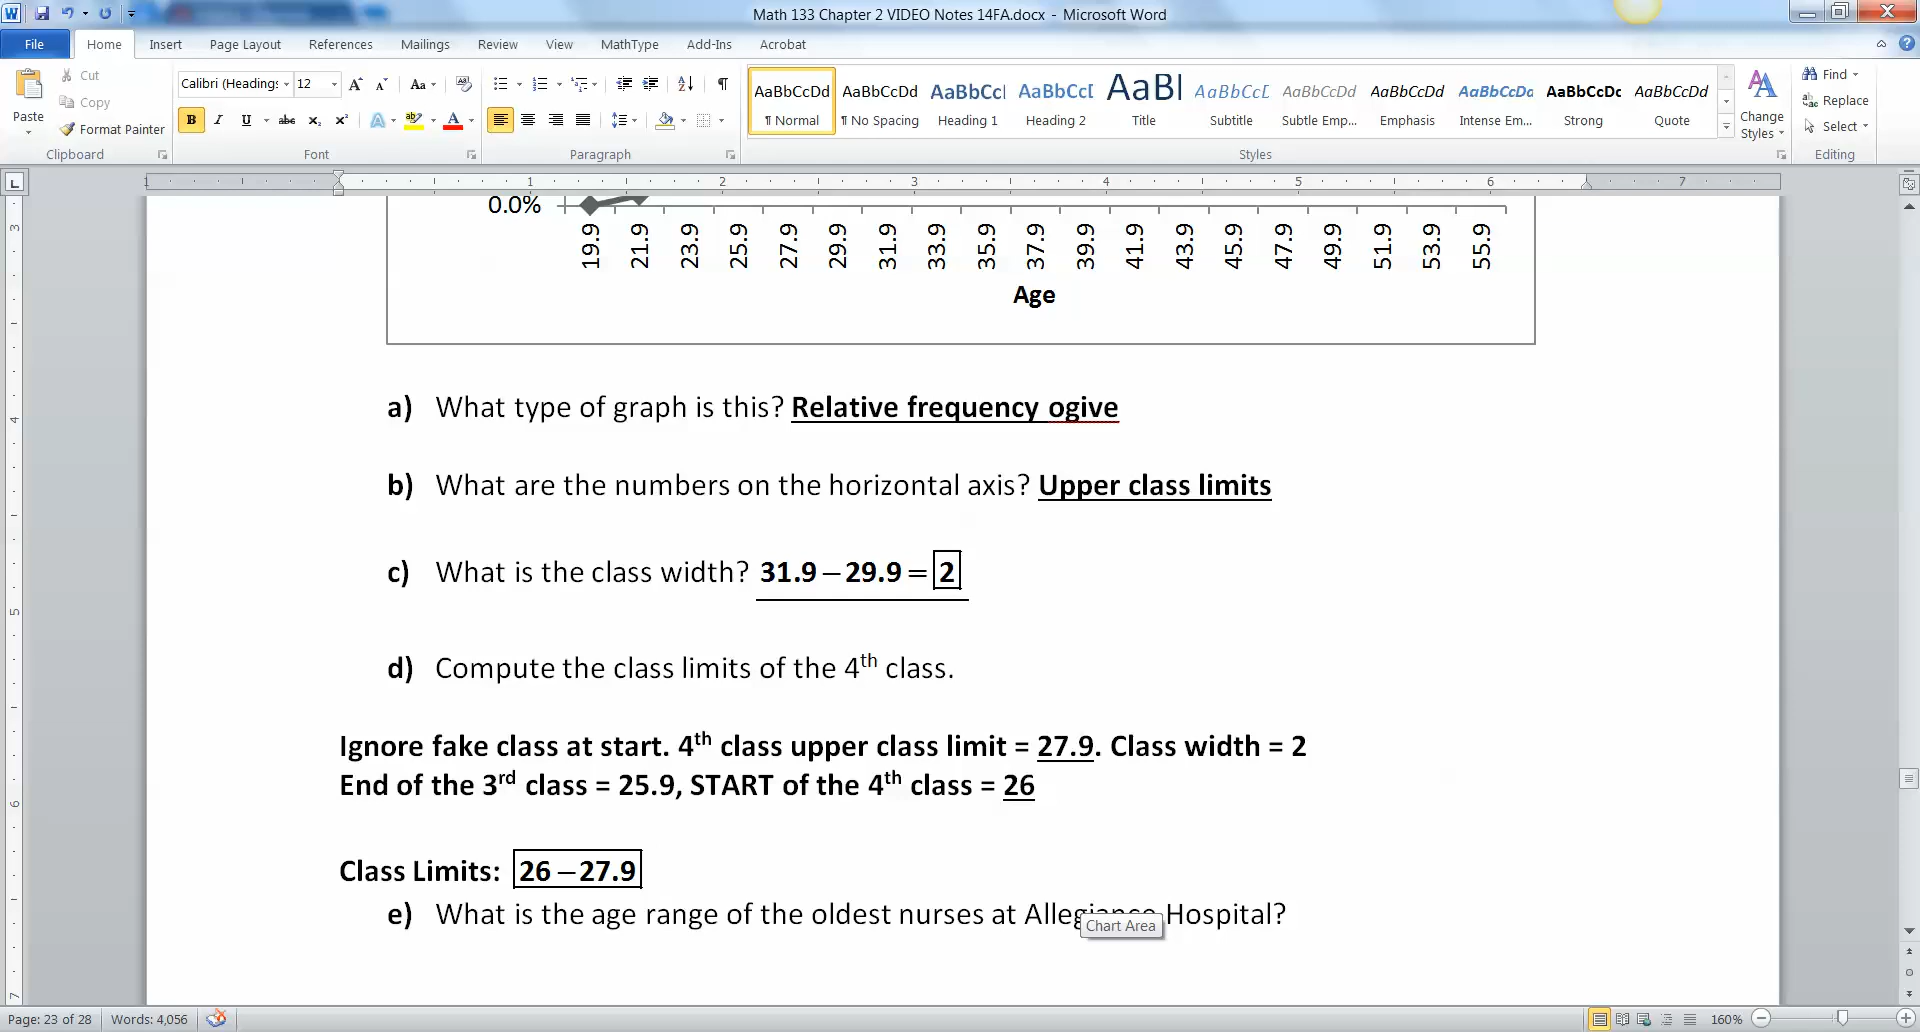 Math 133 Chapter 2 VIDEO Notes 14FA.docx - Microsoft Word
File Home Insert Page Layout References Mailings Review View MathType Add-Ins Acrobat
Paste
Cut
Copy
Format Painter
Clipboard
Calibri (Headings 12
Font
Paragraph
AaBbCcDd AaBbCcDd AaBbCcI AaBbCcI AaBl AaBbCcL AaBbCcDd AaBbCcDd AaBbCcDd AaBbCcDc AaBbCcDd
¶ Normal ¶ No Spacing Heading 1 Heading 2 Title Subtitle Subtle Emp... Emphasis Intense Em... Strong Quote
Styles
Change Styles
Find
Replace
Select
Editing
1 1 2 3 4 5 6 7
0.0%
19.9 21.9 23.9 25.9 27.9 29.9 31.9 33.9 35.9 37.9 39.9 41.9 43.9 45.9 47.9 49.9 51.9 53.9 55.9
Age
a) What type of graph is this? Relative frequency ogive
b) What are the numbers on the horizontal axis? Upper class limits
c) What is the class width? 31.9 – 29.9 = 2
d) Compute the class limits of the 4th class.
Ignore fake class at start. 4th class upper class limit = 27.9. Class width = 2
End of the 3rd class = 25.9, START of the 4th class = 26
Class Limits: 26 – 27.9
e) What is the age range of the oldest nurses at Allegiance Hospital?
Chart Area
Page: 23 of 28 Words: 4,056 160%